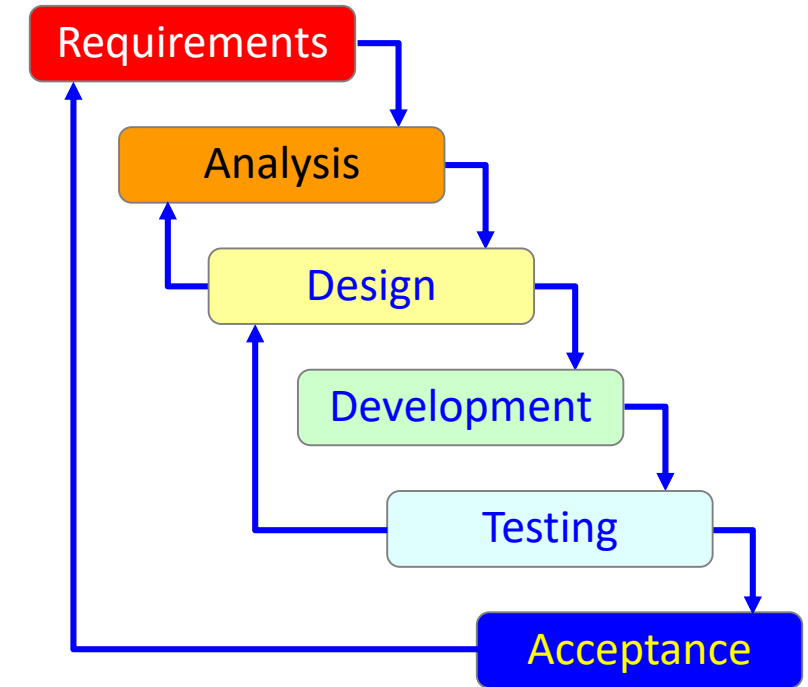 Requirements
Analysis
Design
Development
Testing
Acceptance